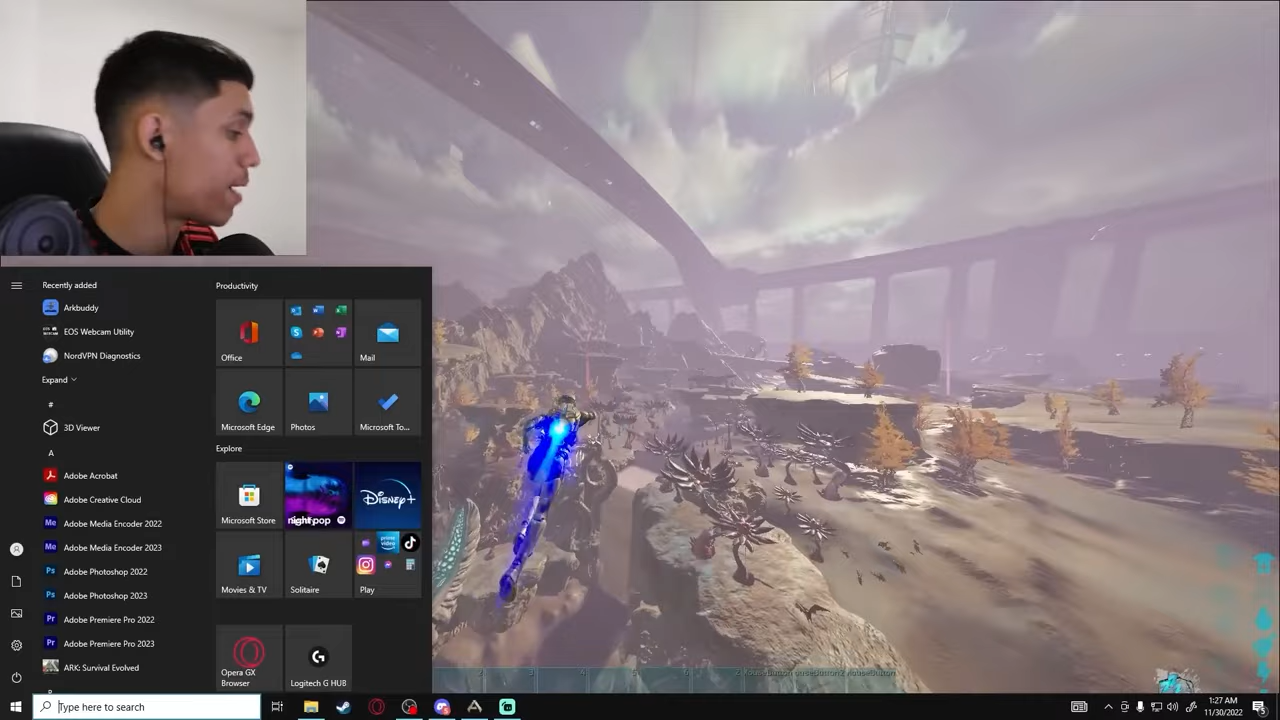 Recently added
Arkbuddy
EOS Webcam Utility
NordVPN Diagnostics
Expand
#
3D Viewer
A
Adobe Acrobat
Adobe Creative Cloud
Adobe Media Encoder 2022
Adobe Media Encoder 2023
Adobe Photoshop 2022
Adobe Photoshop 2023
Adobe Premiere Pro 2022
Adobe Premiere Pro 2023
ARK: Survival Evolved
Productivity
Office
Mail
Microsoft Edge
Photos
Microsoft To...
Explore
Microsoft Store
Disney+
Movies & TV
Solitaire
Play
Opera GX
Browser
Logitech G HUB
Type here to search
1:27 AM
11/30/2022